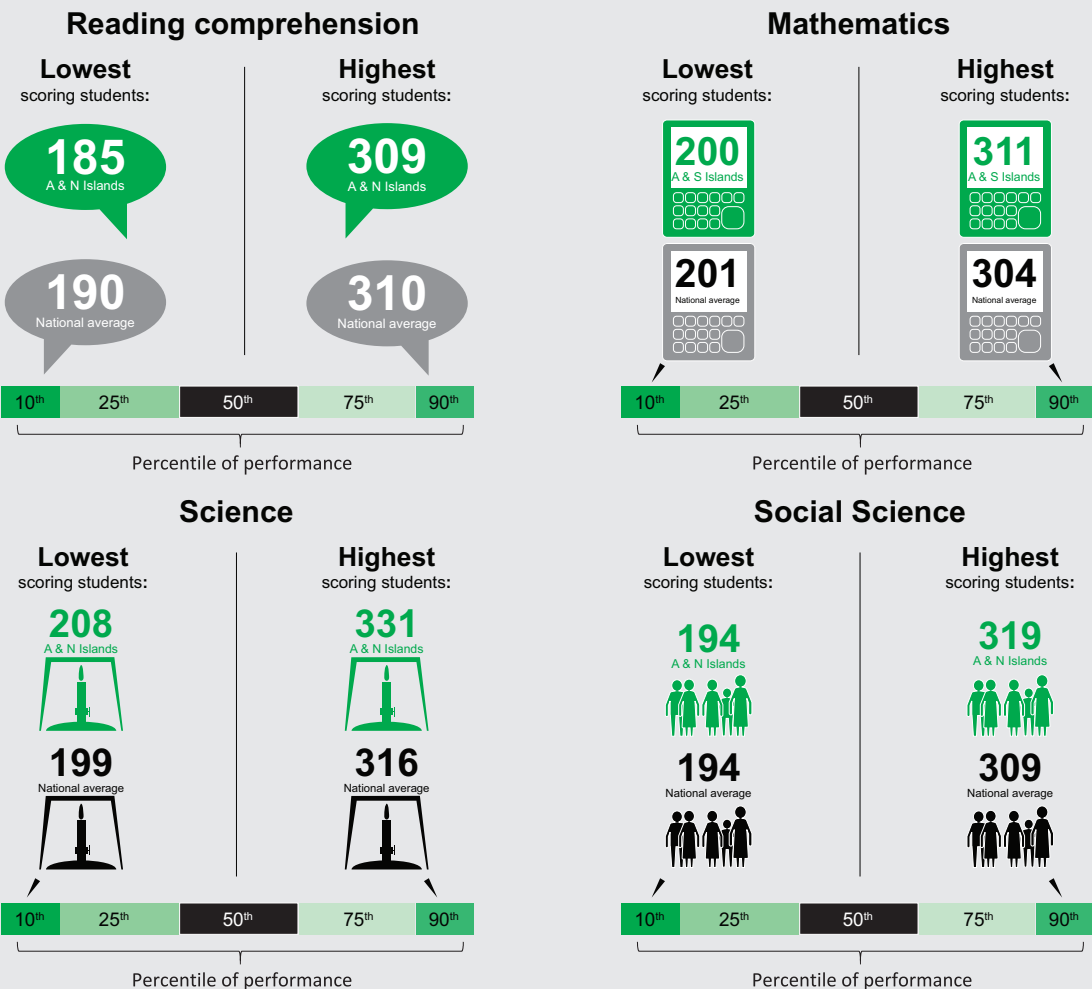 Reading comprehension
Lowest
scoring students:
185
A & N Islands
190
National average
Highest
scoring students:
309
A & N Islands
310
National average
10th 25th 50th 75th 90th
Percentile of performance
Mathematics
Lowest
scoring students:
200
A & S Islands
201
National average
Highest
scoring students:
311
A & S Islands
304
National average
10th 25th 50th 75th 90th
Percentile of performance
Science
Lowest
scoring students:
208
A & N Islands
199
National average
Highest
scoring students:
331
A & N Islands
316
National average
10th 25th 50th 75th 90th
Percentile of performance
Social Science
Lowest
scoring students:
194
A & N Islands
194
National average
Highest
scoring students:
319
A & N Islands
309
National average
10th 25th 50th 75th 90th
Percentile of performance